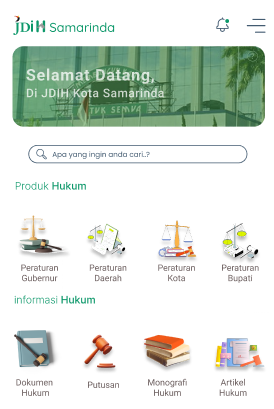 JDIH Samarinda
Selamat Datang,
Di JDIH Kota Samarinda
Apa yang ingin anda cari..?
Produk Hukum
Peraturan
Gubernur
Peraturan
Daerah
Peraturan
Kota
Peraturan
Bupati
informasi Hukum
Dokumen
Hukum
Putusan
Monografi
Hukum
Artikel
Hukum